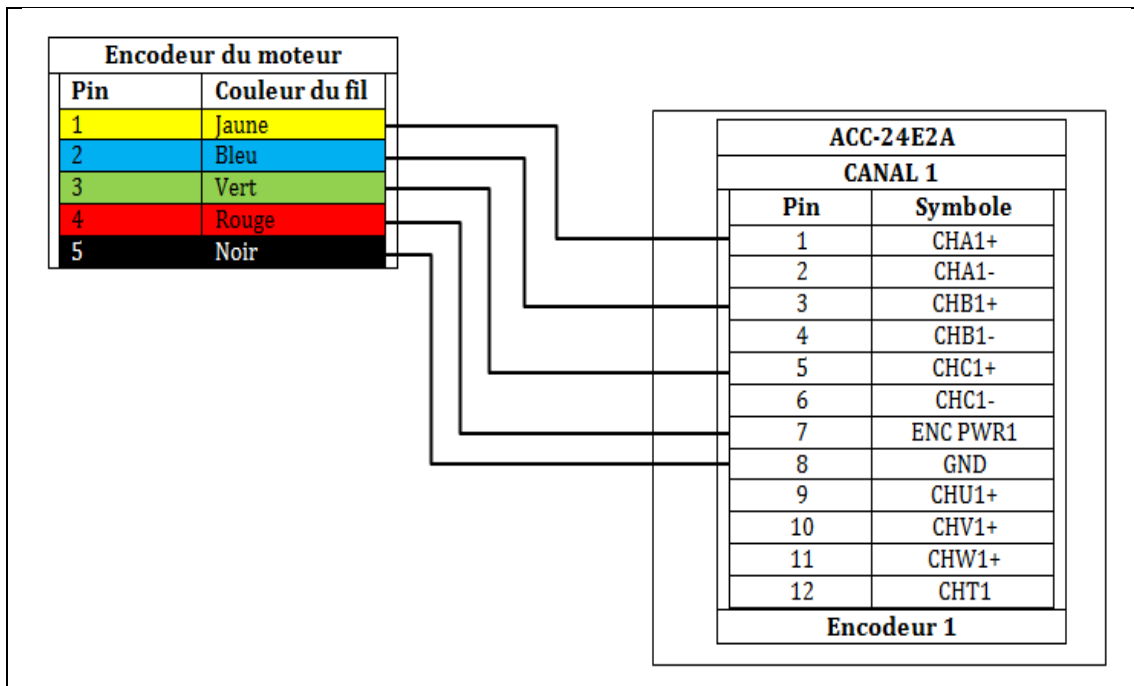 Encodeur du moteur
Pin Couleur du fil
1 Jaune
2 Bleu
3 Vert
4 Rouge
5 Noir
ACC-24E2A
CANAL 1
Pin Symbole
1 CHA1+
2 CHA1-
3 CHB1+
4 CHB1-
5 CHC1+
6 CHC1-
7 ENC PWR1
8 GND
9 CHU1+
10 CHV1+
11 CHW1+
12 CHT1
Encodeur 1